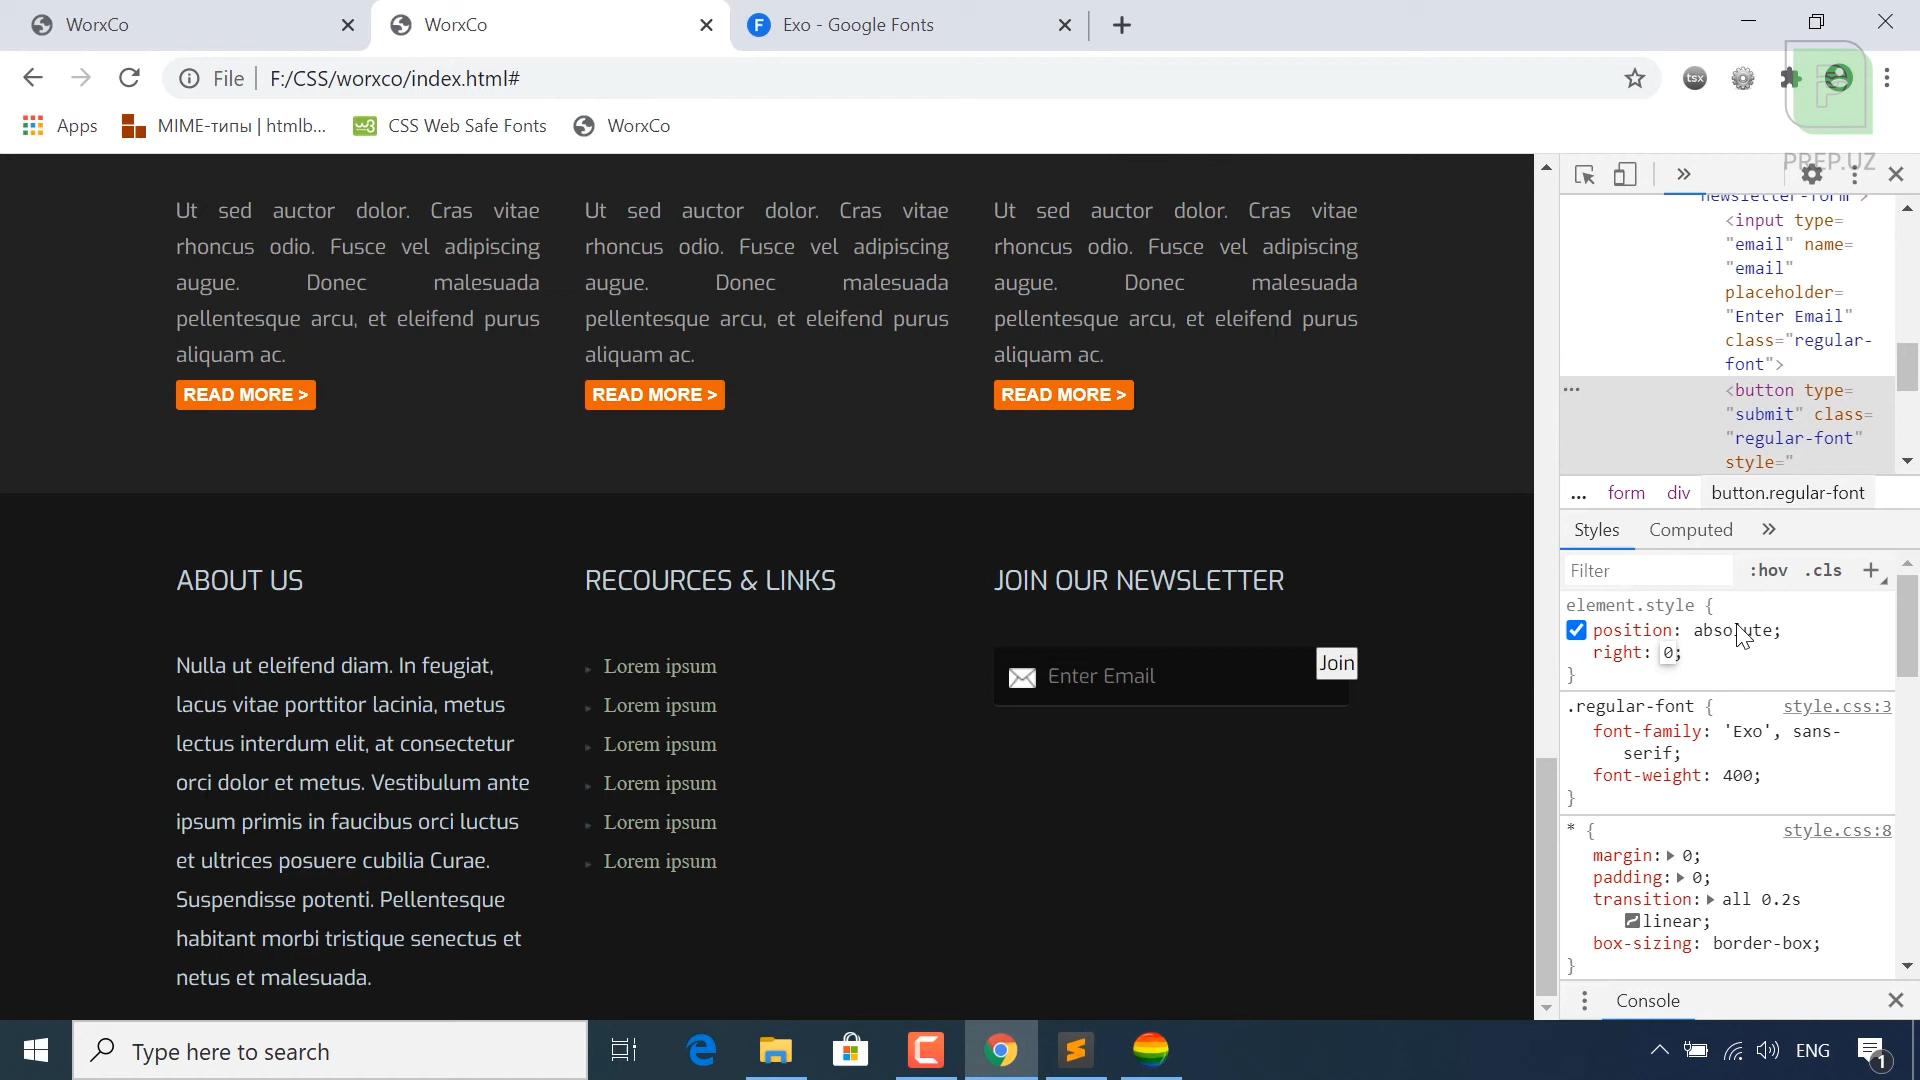 WorxCo
WorxCo
Exo - Google Fonts
File
F:/CSS/worxco/index.html#
tsx
Apps
MIME-типы | htmlb...
CSS Web Safe Fonts
WorxCo
PREP.UZ
Ut sed auctor dolor. Cras vitae
rhoncus odio. Fusce vel adipiscing
augue. Donec malesuada
pellentesque arcu, et eleifend purus
aliquam ac.
READ MORE >
Ut sed auctor dolor. Cras vitae
rhoncus odio. Fusce vel adipiscing
augue. Donec malesuada
pellentesque arcu, et eleifend purus
aliquam ac.
READ MORE >
Ut sed auctor dolor. Cras vitae
rhoncus odio. Fusce vel adipiscing
augue. Donec malesuada
pellentesque arcu, et eleifend purus
aliquam ac.
READ MORE >
ABOUT US
Nulla ut eleifend diam. In feugiat,
lacus vitae porttitor lacinia, metus
lectus interdum elit, at consectetur
orci dolor et metus. Vestibulum ante
ipsum primis in faucibus orci luctus
et ultrices posuere cubilia Curae.
Suspendisse potenti. Pellentesque
habitant morbi tristique senectus et
netus et malesuada.
RECOURCES & LINKS
Lorem ipsum
Lorem ipsum
Lorem ipsum
Lorem ipsum
Lorem ipsum
Lorem ipsum
JOIN OUR NEWSLETTER
Enter Email
Join
newsletter-form">
<input type=
"email" name=
"email"
placeholder=
"Enter Email"
class="regular-
font">
<button type=
"submit" class=
"regular-font"
style="
... form div button.regular-font
Styles Computed
Filter :hov .cls
element.style {
position: absolute;
right: 0;
}
.regular-font { style.css:3
font-family: 'Exo', sans-
serif;
font-weight: 400;
}
* { style.css:8
margin: 0;
padding: 0;
transition: all 0.2s
linear;
box-sizing: border-box;
}
Console
Type here to search
ENG
1